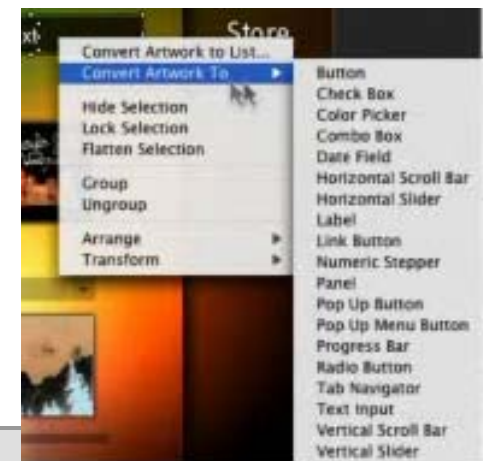 Store
Convert Artwork to List...
Convert Artwork To
Hide Selection
Lock Selection
Flatten Selection
Group
Ungroup
Arrange
Transform
Button
Check Box
Color Picker
Combo Box
Date Field
Horizontal Scroll Bar
Horizontal Slider
Label
Link Button
Numeric Stepper
Panel
Pop Up Button
Pop Up Menu Button
Progress Bar
Radio Button
Tab Navigator
Text Input
Vertical Scroll Bar
Vertical Slider